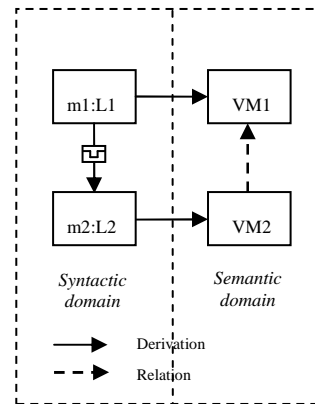 m1:L1 VM1
m2:L2 VM2
Syntactic Semantic
domain domain
Derivation
Relation